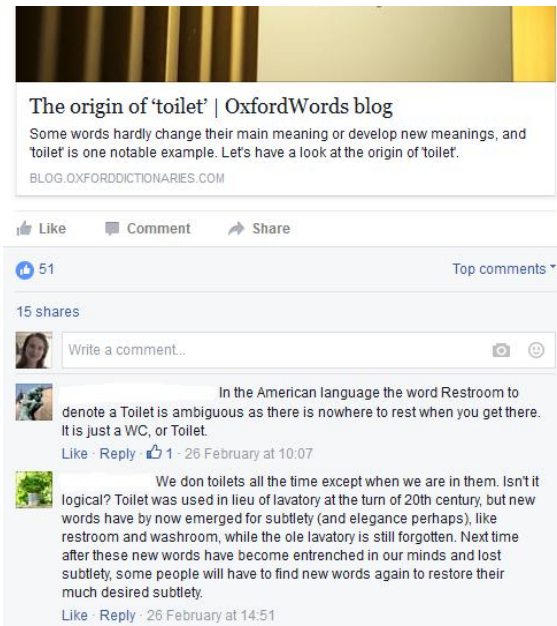 The origin of 'toilet' | OxfordWords blog
Some words hardly change their main meaning or develop new meanings, and
'toilet' is one notable example. Let's have a look at the origin of 'toilet'.
BLOG.OXFORDDICTIONARIES.COM
Like Comment Share
51 Top comments
15 shares
Write a comment...
In the American language the word Restroom to
denote a Toilet is ambiguous as there is nowhere to rest when you get there.
It is just a WC, or Toilet.
Like · Reply · 1 · 26 February at 10:07
We don toilets all the time except when we are in them. Isn't it
logical? Toilet was used in lieu of lavatory at the turn of 20th century, but new
words have by now emerged for subtlety (and elegance perhaps), like
restroom and washroom, while the ole lavatory is still forgotten. Next time
after these new words have become entrenched in our minds and lost
subtlety, some people will have to find new words again to restore their
much desired subtlety.
Like · Reply · 26 February at 14:51